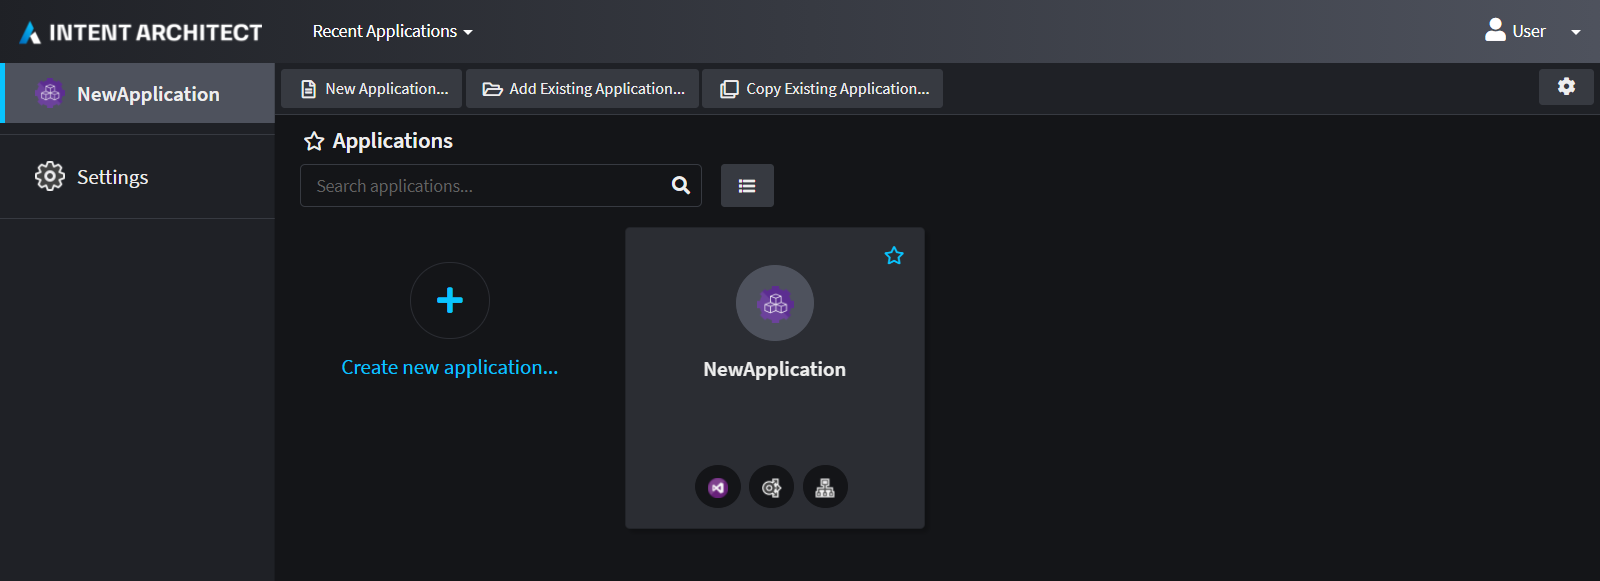 INTENT ARCHITECT
Recent Applications
User
NewApplication
New Application...
Add Existing Application...
Copy Existing Application...
Applications
Settings
Search applications...
Create new application...
NewApplication